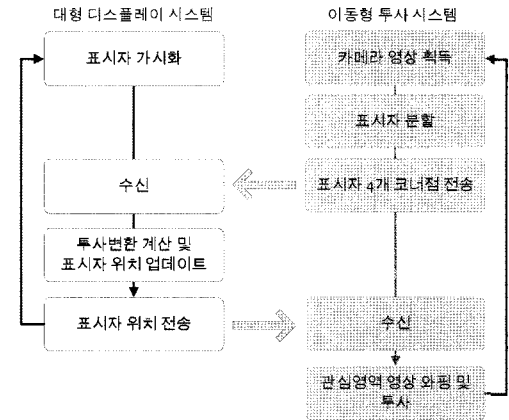 대형 디스플레이 시스템
표시자 가시화
수신
투사변환 계산 및
표시자 위치 업데이트
표시자 위치 전송
이동형 투사 시스템
카메라 영상 획득
표시자 분할
표시자 4개 코너점 전송
수신
관심영역 영상 와핑 및
투사